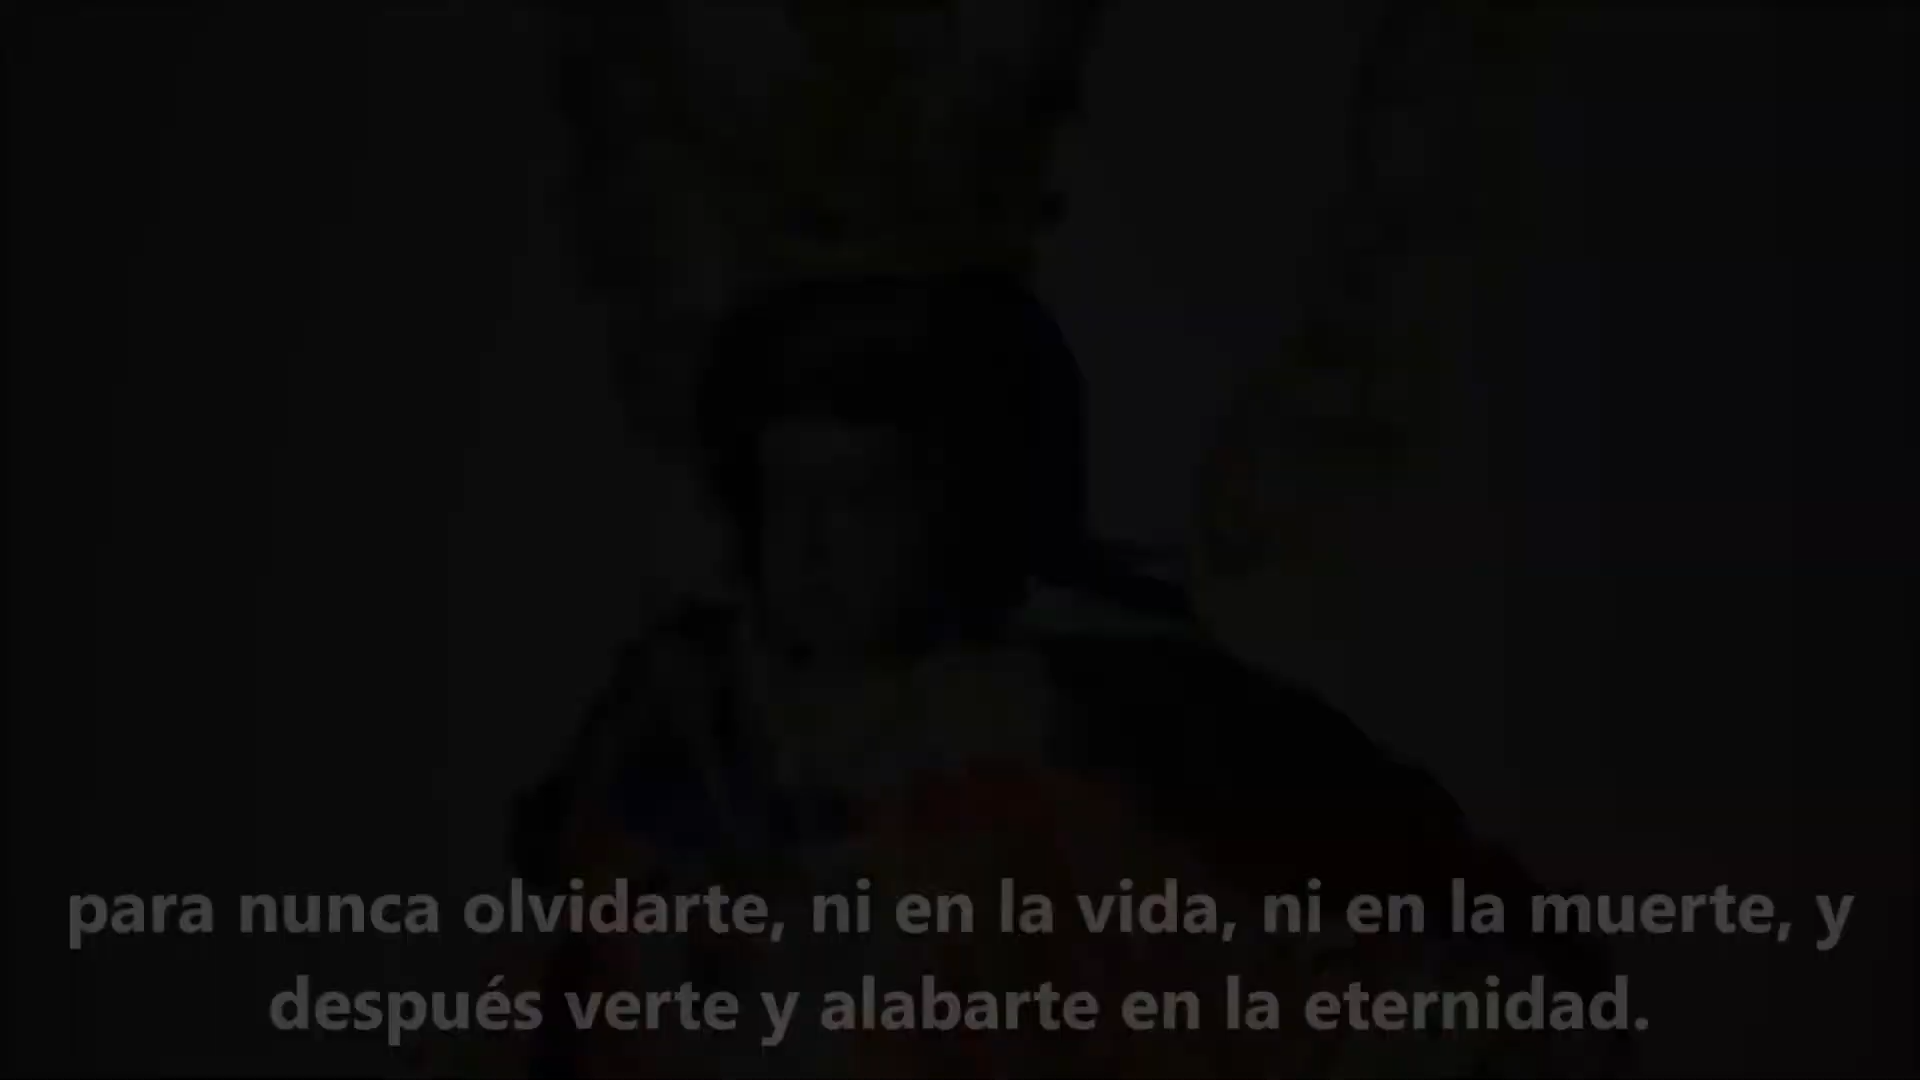 para nunca olvidarte, ni en la vida, ni en la muerte, y
después verte y alabarte en la eternidad.